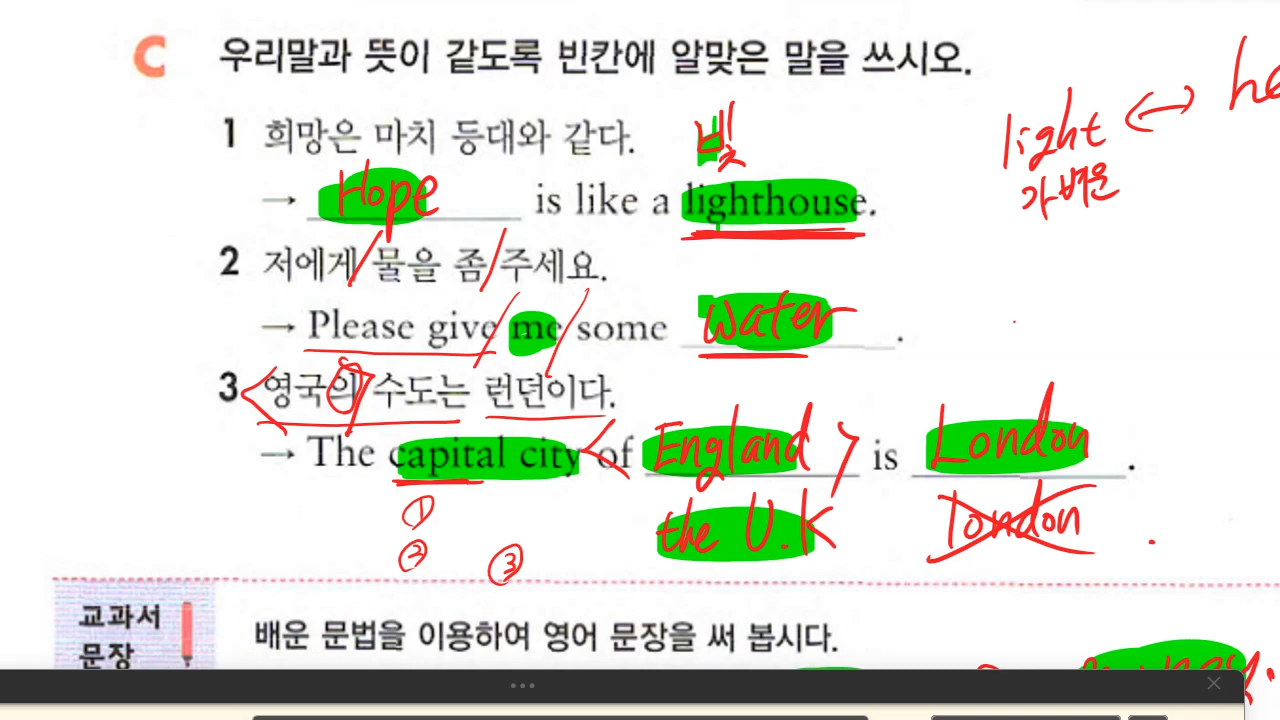 C 우리말과 뜻이 같도록 빈칸에 알맞은 말을 쓰시오.
1 희망은 마치 등대와 같다. 빛
→ Hope is like a lighthouse.
light ↔
가벼운
2 저에게 / 물을 좀 / 주세요.
→ Please give / me / some water.
3 영국의 수도는 런던이다.
→ The capital city of England is London.
the U.K london
①
② ③
교과서
문장
배운 문법을 이용하여 영어 문장을 써 봅시다.